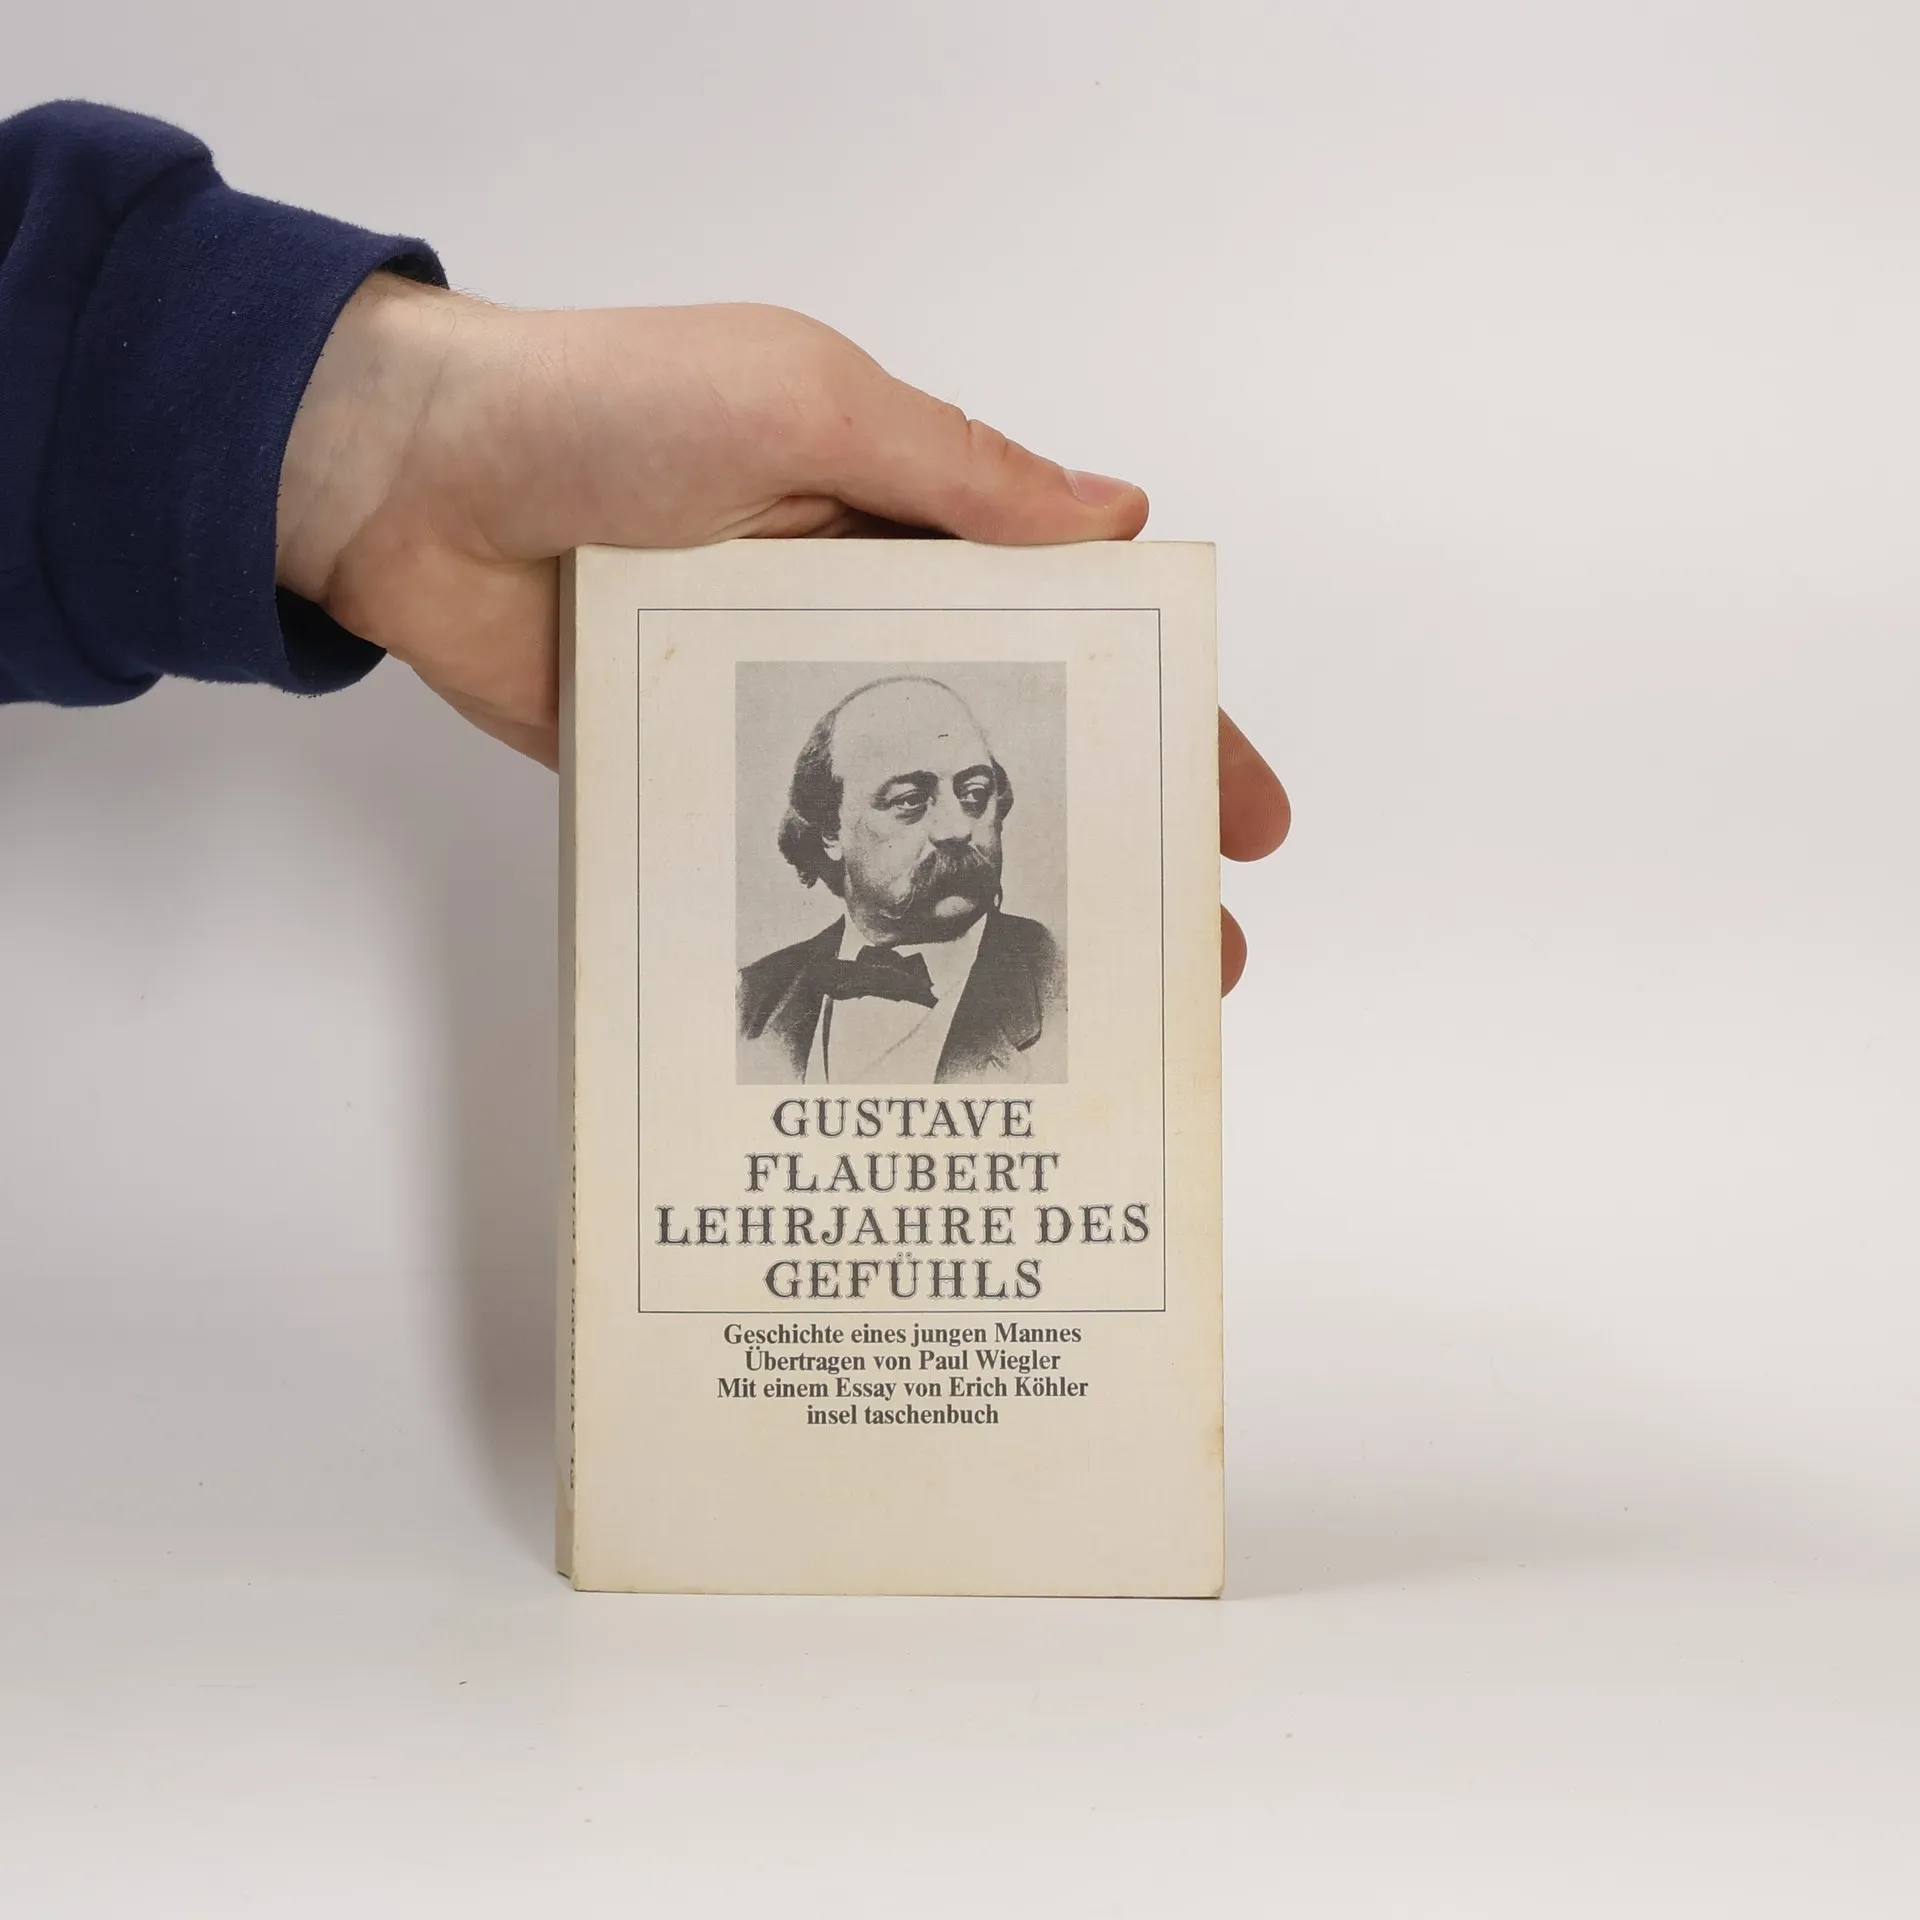 GUSTAVE
FLAUBERT
LEHRJAHRE DES
GEFÜHLS
Geschichte eines jungen Mannes
Übertragen von Paul Wiegler
Mit einem Essay von Erich Köhler
insel taschenbuch